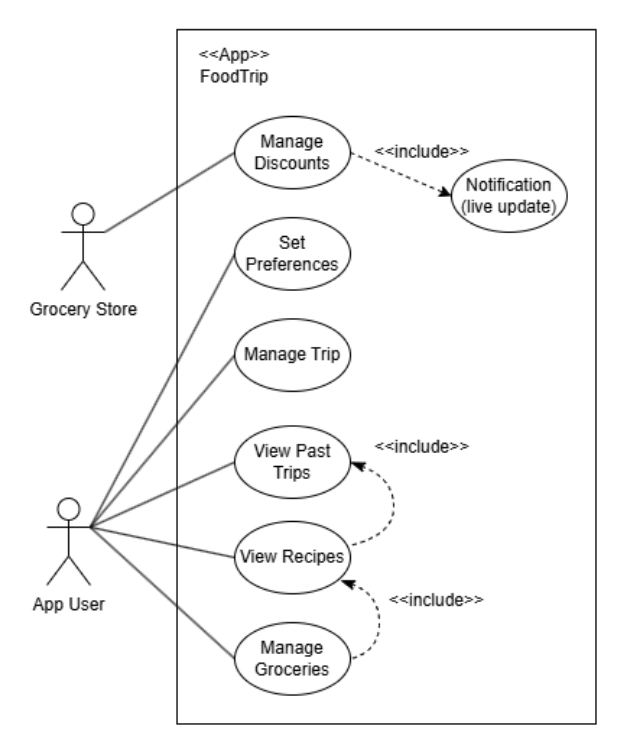 <<App>>
FoodTrip
Manage
Discounts
<<include>>
Notification
(live update)
Set
Preferences
Grocery Store
Manage Trip
View Past
Trips
<<include>>
View Recipes
App User
<<include>>
Manage
Groceries